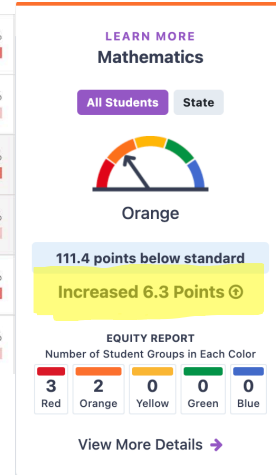 LEARN MORE
Mathematics
All Students State
Orange
111.4 points below standard
Increased 6.3 Points
EQUITY REPORT
Number of Student Groups in Each Color
3 2 0 0 0
Red Orange Yellow Green Blue
View More Details